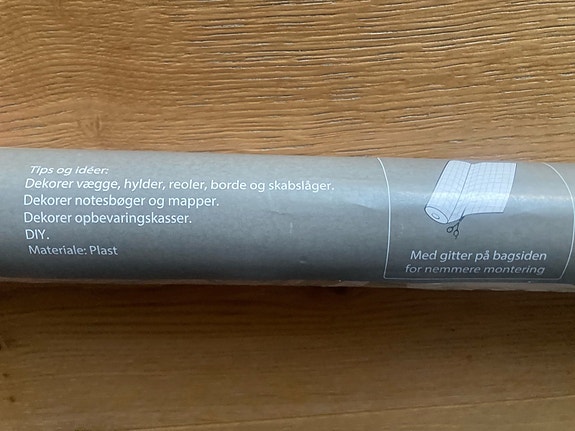 Tips og idéer:
Dekorer vægge, hylder, reoler, borde og skabslåger.
Dekorer notesbøger og mapper.
Dekorer opbevaringskasser.
DIY.
Materiale: Plast
Med gitter på bagsiden
for nemmere montering